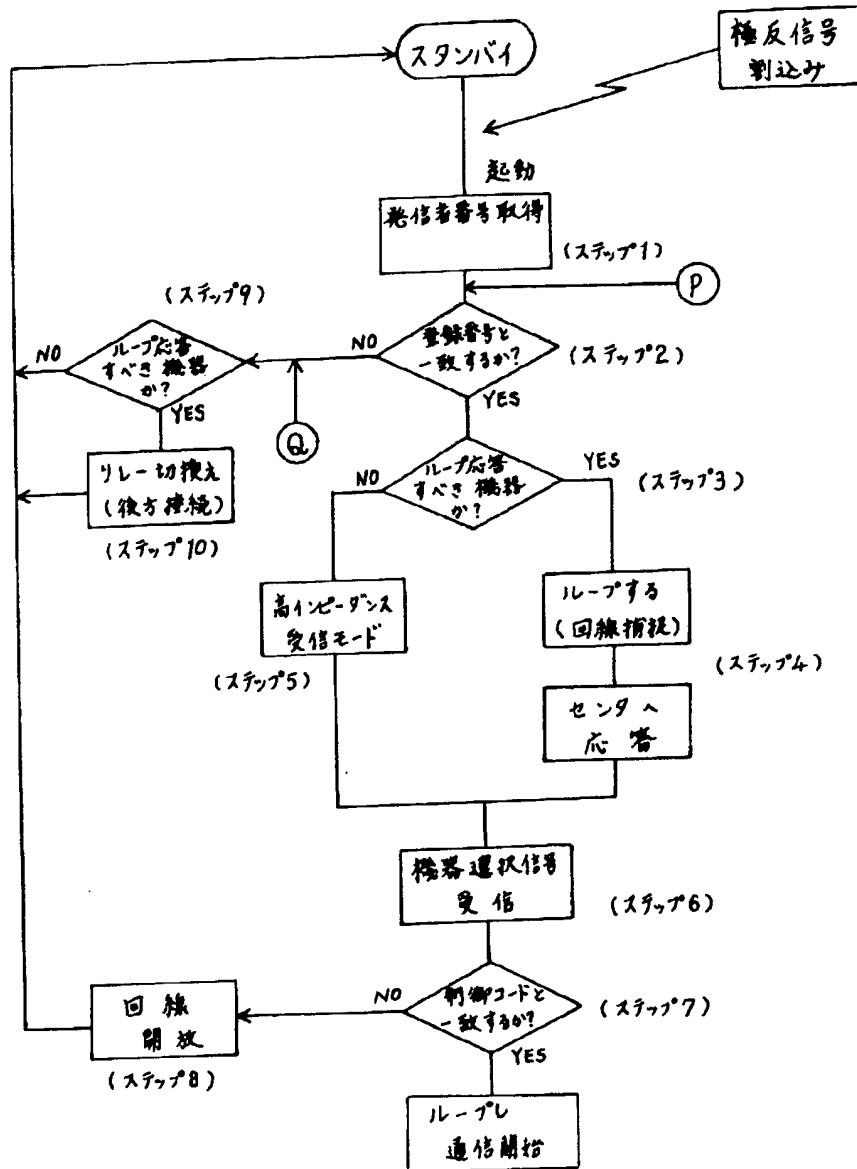 スタンバイ
極反信号
割込み
起動
発信者番号取得
(ステップ1)
P
(ステップ9)
NO
ループ応答
すべき機器
か?
YES
NO
登録番号と
一致するか?
(ステップ2)
YES
Q
リレー切換え
(後方接続)
(ステップ10)
NO
ループ応答
すべき機器
か?
YES
(ステップ3)
高インピーダンス
受信モード
(ステップ5)
ループする
(回線捕捉)
(ステップ4)
センタへ
応答
機器選択信号
受信
(ステップ6)
NO
制御コードと
一致するか?
(ステップ7)
YES
回線
開放
(ステップ8)
ループし
通信開始